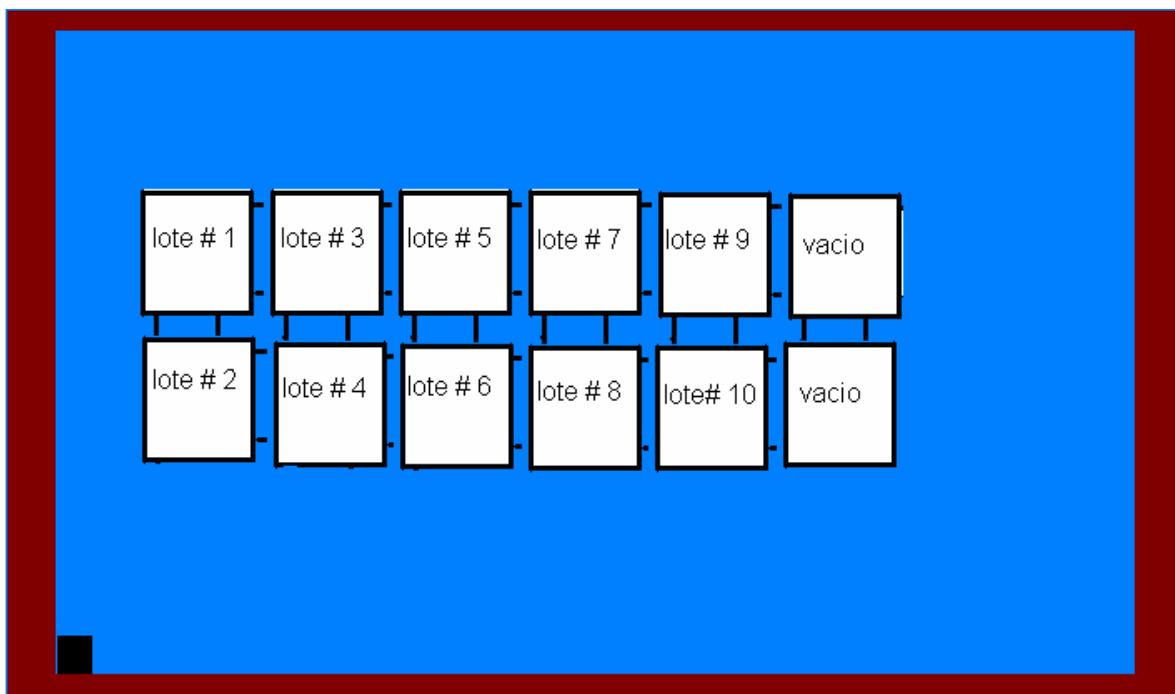 lote # 1
lote # 3
lote # 5
lote # 7
lote # 9
vacio
lote # 2
lote # 4
lote # 6
lote # 8
lote# 10
vacio